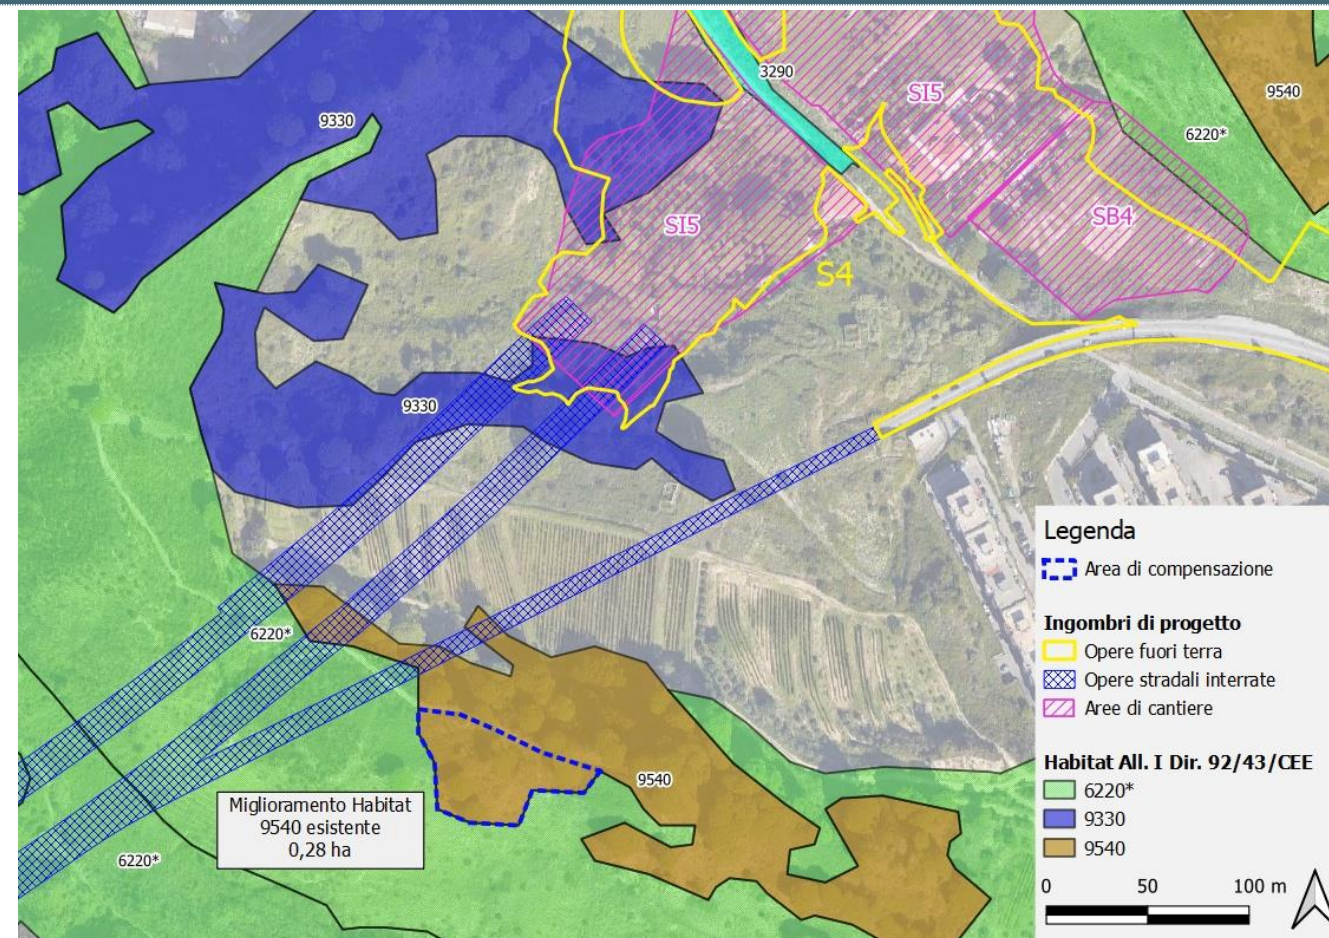 3290
SI5
9540
9330
6220*
SI5
SB4
S4
9330
6220*
9540
6220*
Miglioramento Habitat
9540 esistente
0,28 ha
Legenda
Area di compensazione
Ingombri di progetto
Opere fuori terra
Opere stradali interrate
Aree di cantiere
Habitat All. I Dir. 92/43/CEE
6220*
9330
9540
0 50 100 m